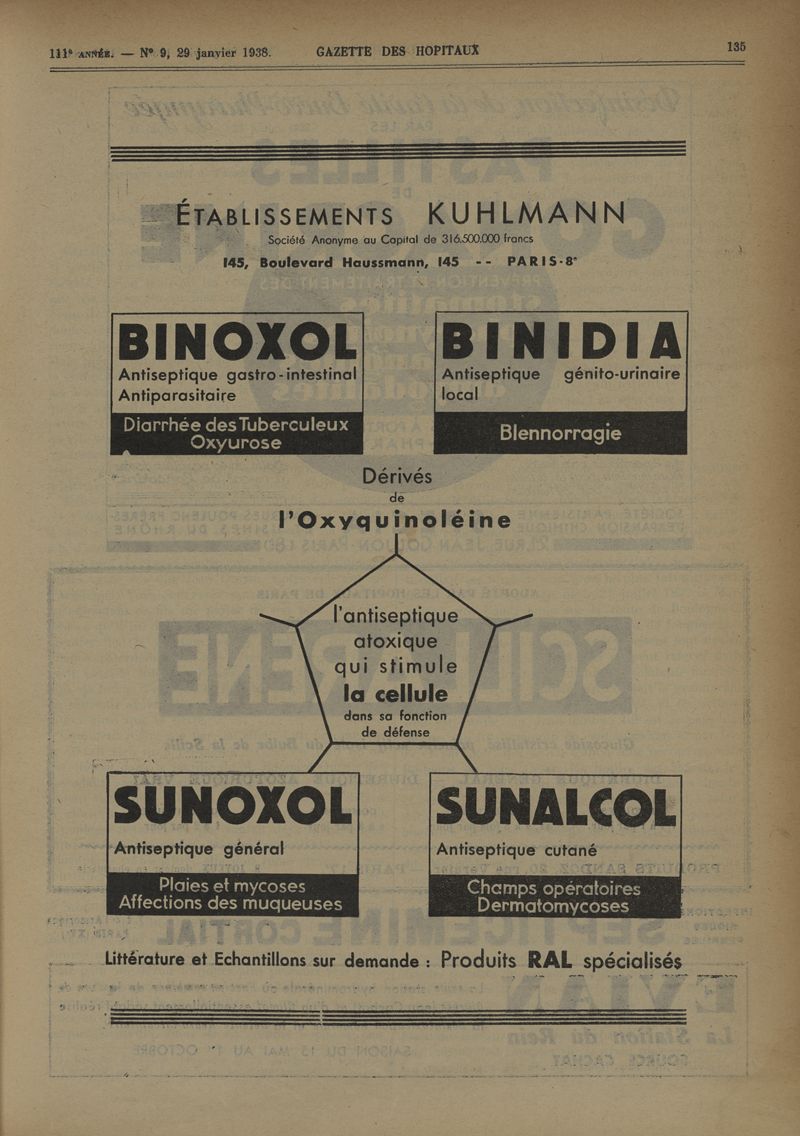 111e ANNÉE. — N° 9, 29 janvier 1938. GAZETTE DES HOPITAUX 135
ÉTABLISSEMENTS KUHLMANN
Société Anonyme au Capital de 316.500.000 francs
145, Boulevard Haussmann, 145 -- PARIS-8e
BINOXOL
Antiseptique gastro-intestinal
Antiparasitaire
Diarrhée des Tuberculeux
Oxyurose
BINIDIA
Antiseptique génito-urinaire
local
Blennorragie
Dérivés
de
l'Oxyquinoléine
l'antiseptique
atoxique
qui stimule
la cellule
dans sa fonction
de défense
SUNOXOL
Antiseptique général
Plaies et mycoses
Affections des muqueuses
SUNALCOL
Antiseptique cutané
Champs opératoires
Dermatomycoses
Littérature et Echantillons sur demande : Produits RAL spécialisés